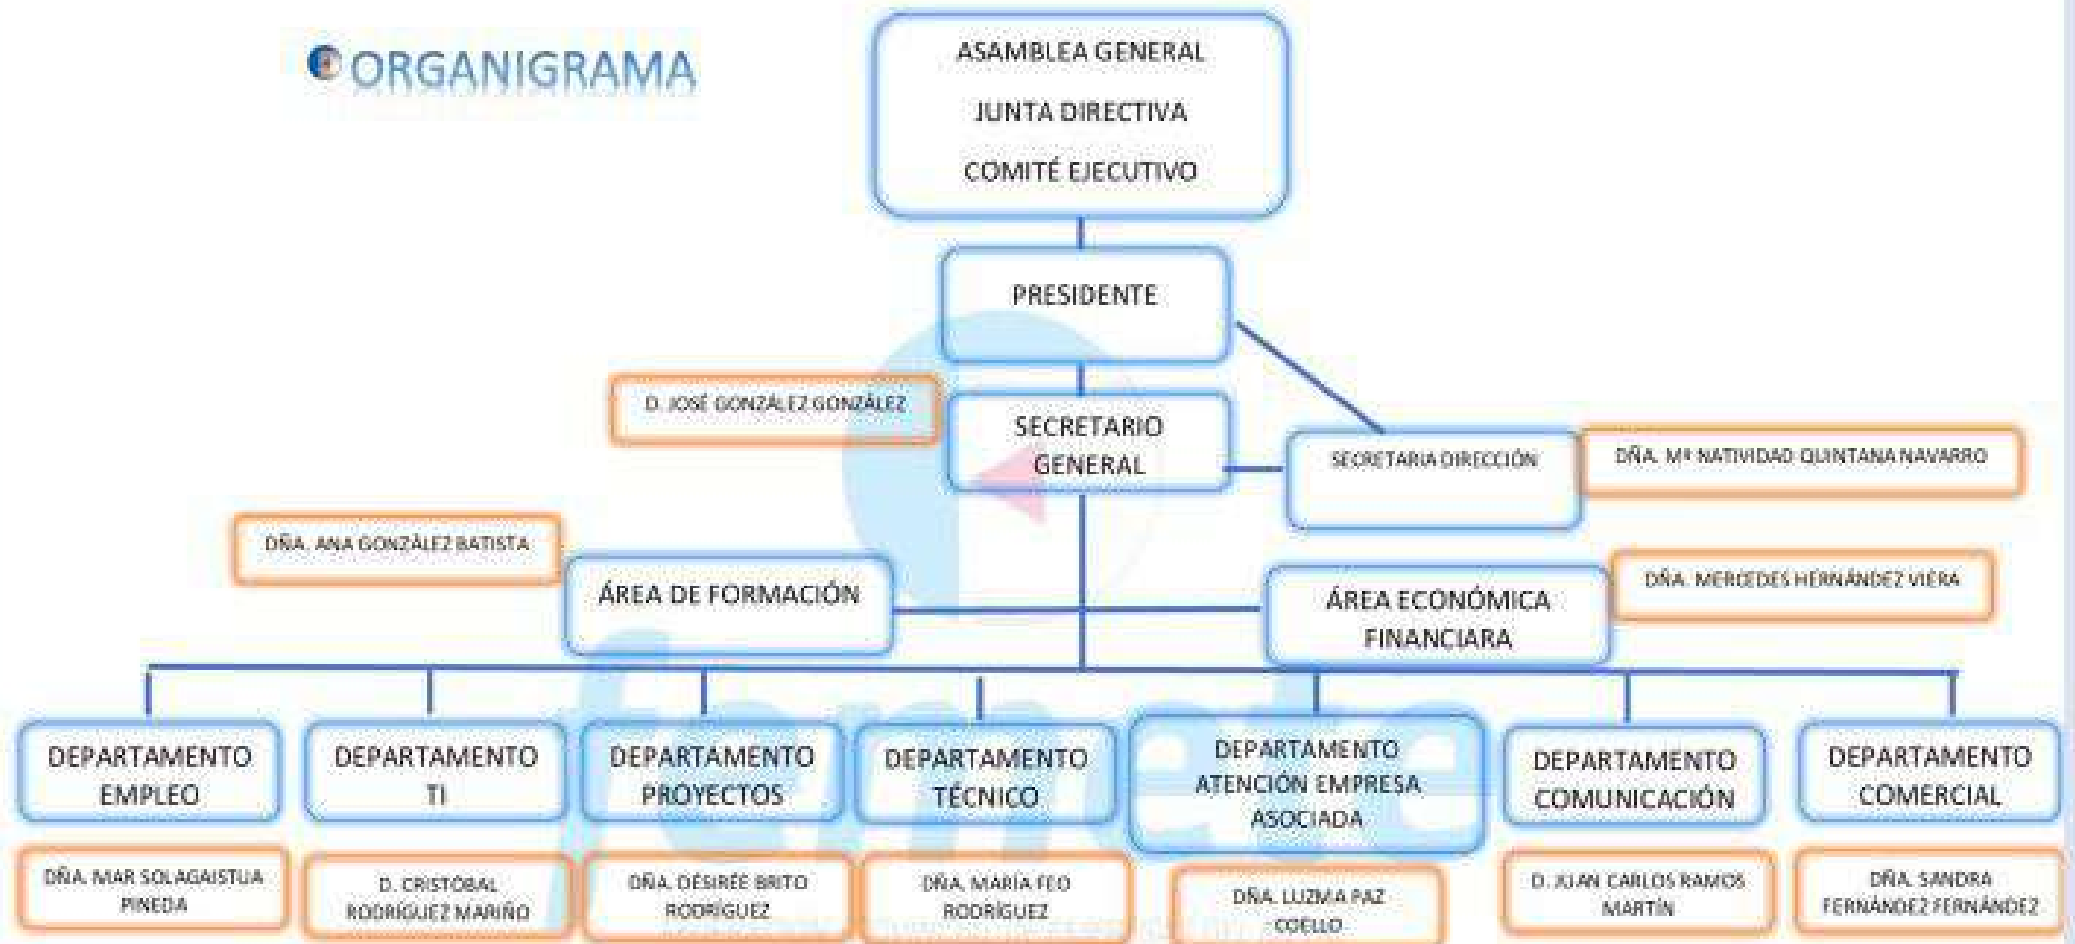 ORGANIGRAMA
ASAMBLEA GENERAL
JUNTA DIRECTIVA
COMITÉ EJECUTIVO
PRESIDENTE
D. JOSÉ GONZÁLEZ GONZÁLEZ
SECRETARIO
GENERAL
SECRETARIA DIRECCIÓN
DÑA. Mª NATIVIDAD QUINTANA NAVARRO
DÑA. ANA GONZÁLEZ BATISTA
ÁREA DE FORMACIÓN
ÁREA ECONÓMICA
FINANCIARA
DÑA. MERCEDES HERNÁNDEZ VIERA
DEPARTAMENTO
EMPLEO
DEPARTAMENTO
TI
DEPARTAMENTO
PROYECTOS
DEPARTAMENTO
TÉCNICO
DEPARTAMENTO
ATENCIÓN EMPRESA
ASOCIADA
DEPARTAMENTO
COMUNICACIÓN
DEPARTAMENTO
COMERCIAL
DÑA. MAR SOLAGAISTUA
PINEDA
D. CRISTOBAL
RODRÍGUEZ MARIÑO
DÑA. DÉSIRÉE BRITO
RODRÍGUEZ
DÑA. MARÍA FEO
RODRÍGUEZ
DÑA. LUZMA PAZ
COELLO
D. JUAN CARLOS RAMOS
MARTÍN
DÑA. SANDRA
FERNÁNDEZ FERNÁNDEZ
femete